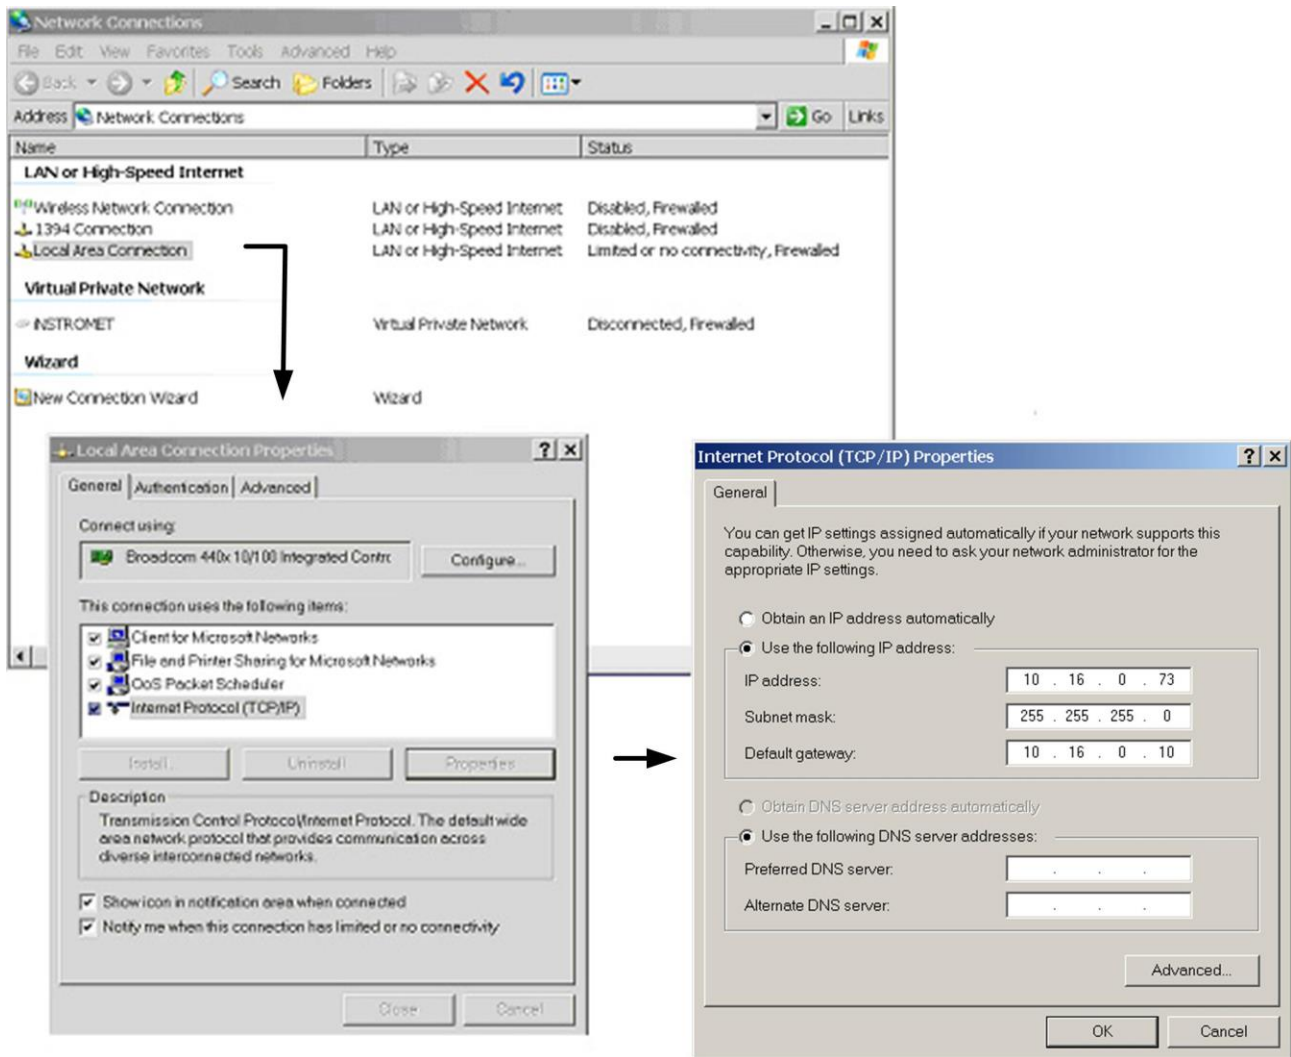 Network Connections
File Edit View Favorites Tools Advanced Help
Back Search Folders
Address Network Connections Go Links
Name Type Status
LAN or High-Speed Internet
Wireless Network Connection LAN or High-Speed Internet Disabled, Firewalled
1394 Connection LAN or High-Speed Internet Disabled, Firewalled
Local Area Connection LAN or High-Speed Internet Limited or no connectivity, Firewalled
Virtual Private Network
INSTROMET Virtual Private Network Disconnected, Firewalled
Wizard
New Connection Wizard Wizard
Local Area Connection Properties
General Authentication Advanced
Connect using:
Broadcom 440x 10/100 Integrated Contrc
Configure...
This connection uses the following items:
Client for Microsoft Networks
File and Printer Sharing for Microsoft Networks
QoS Packet Scheduler
Internet Protocol (TCP/IP)
Install... Uninstall Properties
Description
Transmission Control Protocol/Internet Protocol. The default wide
area network protocol that provides communication across
diverse interconnected networks.
Show icon in notification area when connected
Notify me when this connection has limited or no connectivity
Close Cancel
Internet Protocol (TCP/IP) Properties
General
You can get IP settings assigned automatically if your network supports this
capability. Otherwise, you need to ask your network administrator for the
appropriate IP settings.
Obtain an IP address automatically
Use the following IP address:
IP address: 10 . 16 . 0 . 73
Subnet mask: 255 . 255 . 255 . 0
Default gateway: 10 . 16 . 0 . 10
Obtain DNS server address automatically
Use the following DNS server addresses:
Preferred DNS server: . . .
Alternate DNS server: . . .
Advanced...
OK Cancel